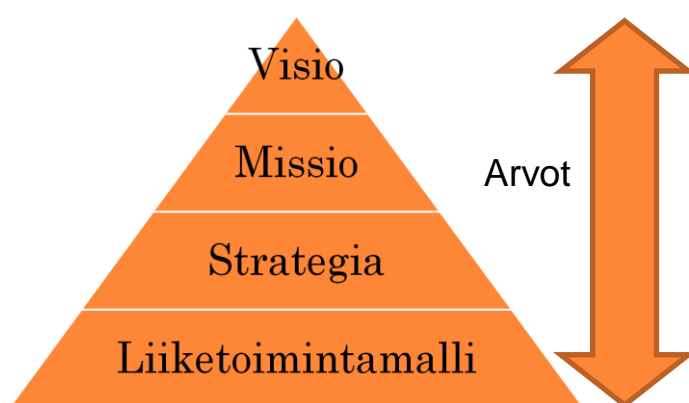 Visio
Missio
Arvot
Strategia
Liiketoimintamalli